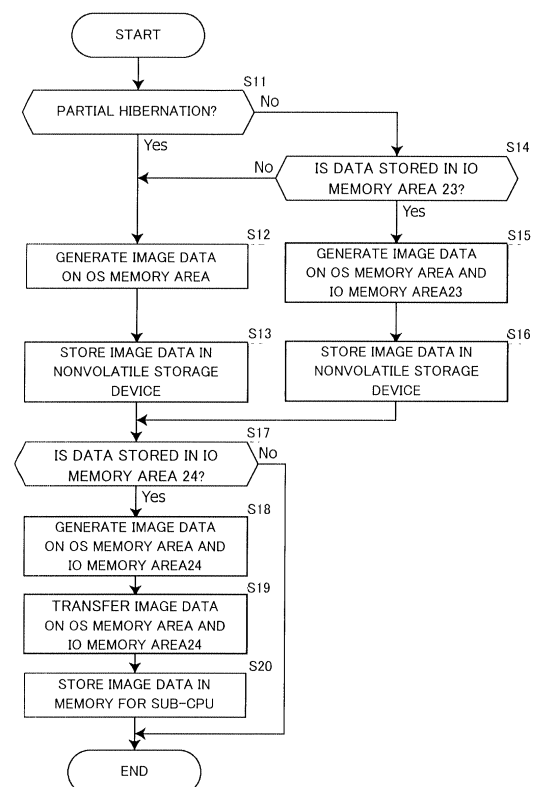 START
S11
PARTIAL HIBERNATION?
No
Yes
S14
No
IS DATA STORED IN IO
MEMORY AREA 23?
Yes
S12
GENERATE IMAGE DATA
ON OS MEMORY AREA
S15
GENERATE IMAGE DATA
ON OS MEMORY AREA AND
IO MEMORY AREA23
S13
STORE IMAGE DATA IN
NONVOLATILE STORAGE
DEVICE
S16
STORE IMAGE DATA IN
NONVOLATILE STORAGE
DEVICE
S17
IS DATA STORED IN IO
MEMORY AREA 24?
No
Yes
S18
GENERATE IMAGE DATA
ON OS MEMORY AREA AND
IO MEMORY AREA24
S19
TRANSFER IMAGE DATA
ON OS MEMORY AREA AND
IO MEMORY AREA24
S20
STORE IMAGE DATA IN
MEMORY FOR SUB-CPU
END